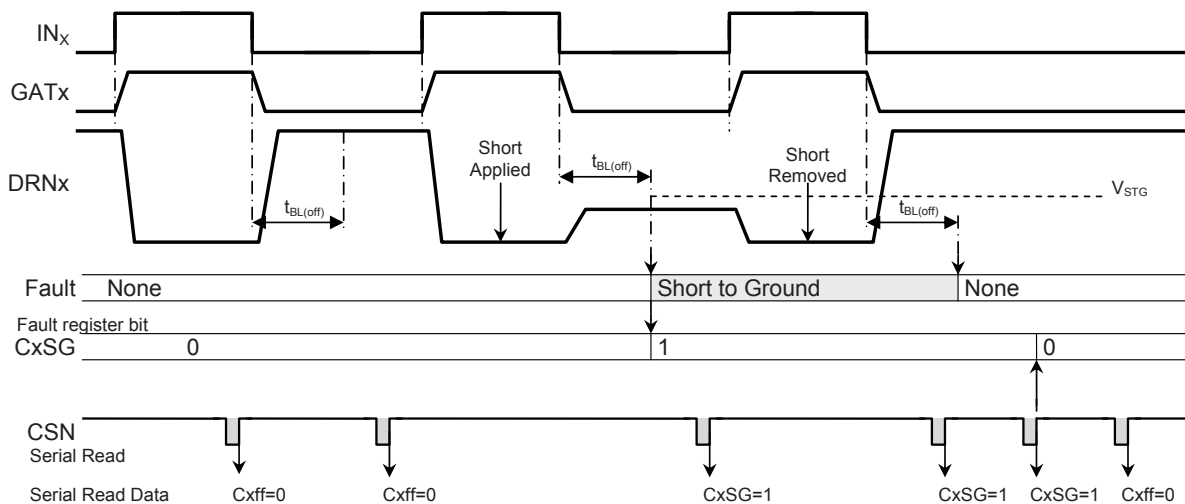 INX
GATx
DRNx
Short Applied
Short Removed
tBL(off)
VSTG
tBL(off)
tBL(off)
Fault None Short to Ground None
Fault register bit
CxSG 0 1 0
CSN
Serial Read
Serial Read Data Cxff=0 Cxff=0 CxSG=1 CxSG=1 CxSG=1 Cxff=0